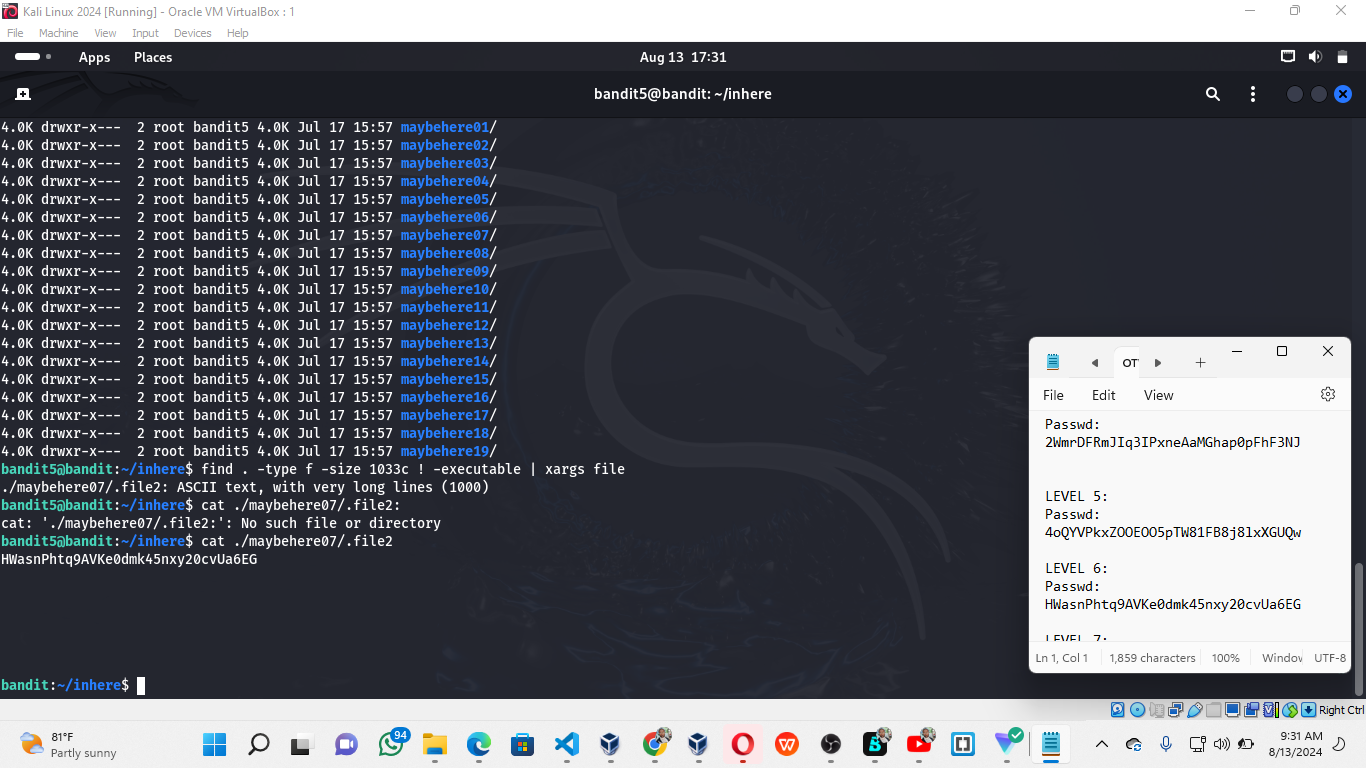 Kali Linux 2024 [Running] - Oracle VM VirtualBox : 1
File Machine View Input Devices Help
Apps Places Aug 13 17:31
bandit5@bandit: ~/inhere
4.0K drwxr-x--- 2 root bandit5 4.0K Jul 17 15:57 maybehere01/
4.0K drwxr-x--- 2 root bandit5 4.0K Jul 17 15:57 maybehere02/
4.0K drwxr-x--- 2 root bandit5 4.0K Jul 17 15:57 maybehere03/
4.0K drwxr-x--- 2 root bandit5 4.0K Jul 17 15:57 maybehere04/
4.0K drwxr-x--- 2 root bandit5 4.0K Jul 17 15:57 maybehere05/
4.0K drwxr-x--- 2 root bandit5 4.0K Jul 17 15:57 maybehere06/
4.0K drwxr-x--- 2 root bandit5 4.0K Jul 17 15:57 maybehere07/
4.0K drwxr-x--- 2 root bandit5 4.0K Jul 17 15:57 maybehere08/
4.0K drwxr-x--- 2 root bandit5 4.0K Jul 17 15:57 maybehere09/
4.0K drwxr-x--- 2 root bandit5 4.0K Jul 17 15:57 maybehere10/
4.0K drwxr-x--- 2 root bandit5 4.0K Jul 17 15:57 maybehere11/
4.0K drwxr-x--- 2 root bandit5 4.0K Jul 17 15:57 maybehere12/
4.0K drwxr-x--- 2 root bandit5 4.0K Jul 17 15:57 maybehere13/
4.0K drwxr-x--- 2 root bandit5 4.0K Jul 17 15:57 maybehere14/
4.0K drwxr-x--- 2 root bandit5 4.0K Jul 17 15:57 maybehere15/
4.0K drwxr-x--- 2 root bandit5 4.0K Jul 17 15:57 maybehere16/
4.0K drwxr-x--- 2 root bandit5 4.0K Jul 17 15:57 maybehere17/
4.0K drwxr-x--- 2 root bandit5 4.0K Jul 17 15:57 maybehere18/
4.0K drwxr-x--- 2 root bandit5 4.0K Jul 17 15:57 maybehere19/
bandit5@bandit:~/inhere$ find . -type f -size 1033c ! -executable | xargs file
./maybehere07/.file2: ASCII text, with very long lines (1000)
bandit5@bandit:~/inhere$ cat ./maybehere07/.file2:
cat: './maybehere07/.file2:': No such file or directory
bandit5@bandit:~/inhere$ cat ./maybehere07/.file2
HWasnPhtq9AVKe0dmk45nxy20cvUa6EG
bandit:~/inhere$
OT
File Edit View
Passwd:
2WmrDFRmJIq3IPxneAaMGhap0pFhF3NJ
LEVEL 5:
Passwd:
4oQYVPkxZOOEOO5pTW81FB8j8lxXGUQw
LEVEL 6:
Passwd:
HWasnPhtq9AVKe0dmk45nxy20cvUa6EG
LEVEL 7:
Ln 1, Col 1 1,859 characters 100% Window UTF-8
Right Ctrl
81°F
Partly sunny
94
9:31 AM
8/13/2024